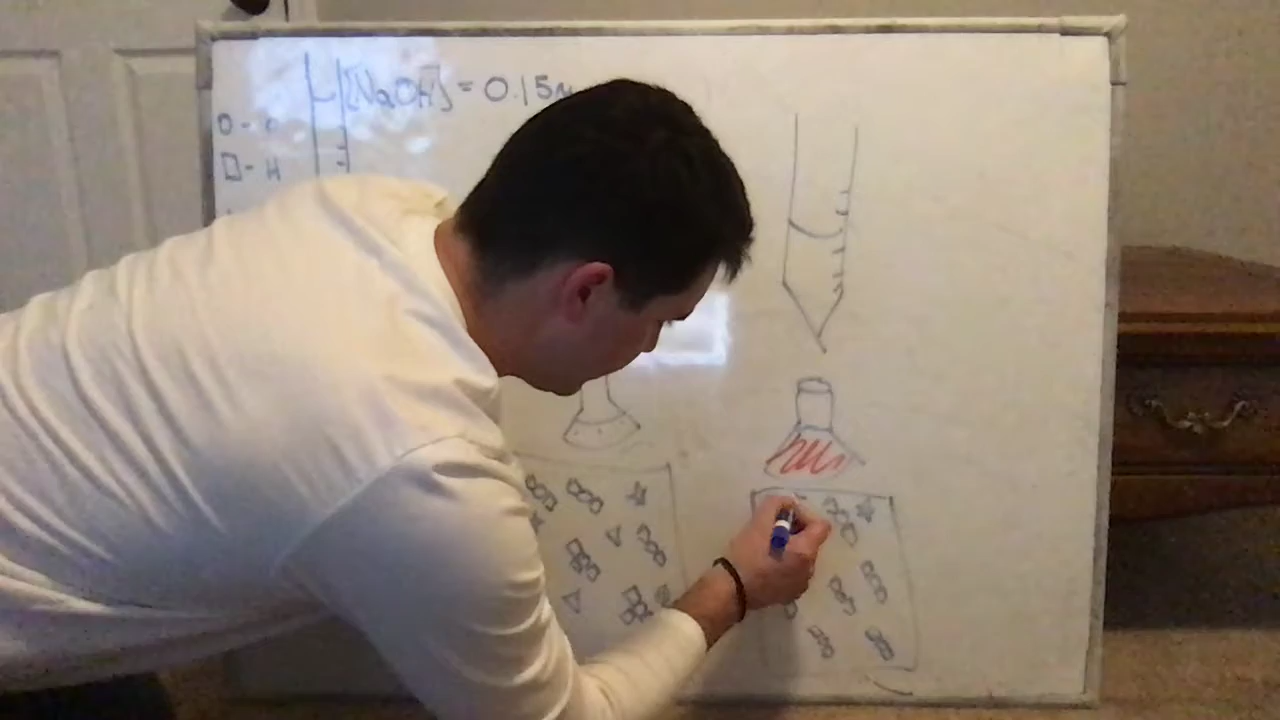 [NaOH] = 0.15M
O - O
□ - H